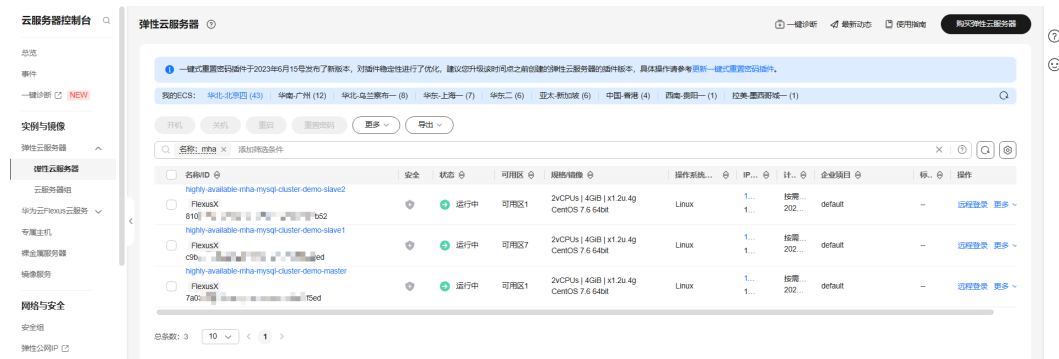 云服务器控制台
总览
事件
一键诊断 NEW
实例与镜像
弹性云服务器
弹性云服务器
云服务器组
华为云Flexus云服务
专属主机
裸金属服务器
镜像服务
网络与安全
安全组
弹性公网IP
弹性云服务器
一键诊断 最新动态 使用指南 购买弹性云服务器
一键式重置密码插件于2023年6月15号发布了新版本，对插件稳定性进行了优化，建议您升级该时间点之前创建的弹性云服务器的插件版本，具体操作请参考更新一键式重置密码插件。
我的ECS: 华北-北京四 (43) 华南-广州 (12) 华北-乌兰察布一 (8) 华东-上海一 (7) 华东二 (6) 亚太-新加坡 (6) 中国-香港 (4) 西南-贵阳一 (1) 拉美-墨西哥城一 (1)
开机 关机 重启 重置密码 更多 导出
名称: mha × 添加筛选条件
名称/ID 安全 状态 可用区 规格/镜像 操作系统... IP... 计.. 企业项目 标.. 操作
highly-available-mha-mysql-cluster-demo-slave2
FlexusX
810 b52
运行中 可用区1 2vCPUs | 4GiB | x1.2u.4g
CentOS 7.6 64bit
Linux 1... 1... 按需... 202... default -- 远程登录 更多
highly-available-mha-mysql-cluster-demo-slave1
FlexusX
c9b ed
运行中 可用区7 2vCPUs | 4GiB | x1.2u.4g
CentOS 7.6 64bit
Linux 1... 1... 按需... 202... default -- 远程登录 更多
highly-available-mha-mysql-cluster-demo-master
FlexusX
7a0 f5ed
运行中 可用区1 2vCPUs | 4GiB | x1.2u.4g
CentOS 7.6 64bit
Linux 1... 1... 按需... 202... default -- 远程登录 更多
总条数: 3 10 < 1 >